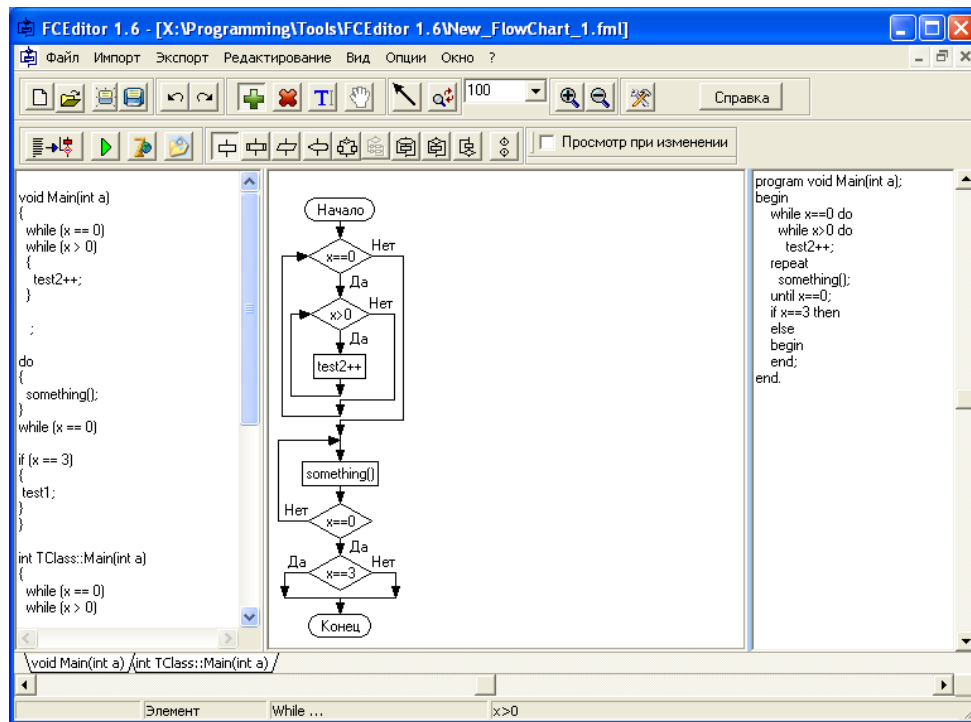 FCEditor 1.6 - [X:\Programming\Tools\FCEditor 1.6\New_FlowChart_1.fml]
Файл Импорт Экспорт Редактирование Вид Опции Окно ?
100
Справка
Просмотр при изменении
void Main(int a)
{
while (x == 0)
while (x > 0)
{
test2++;
}
;
do
{
something();
}
while (x == 0)
if (x == 3)
{
test1;
}
}
int TClass::Main(int a)
{
while (x == 0)
while (x > 0)
Начало
x==0
Нет
Да
x>0
Нет
Да
test2++
something()
Нет
x==0
Да
Да
x==3
Нет
Конец
program void Main(int a);
begin
while x==0 do
while x>0 do
test2++;
repeat
something();
until x==0;
if x==3 then
else
begin
end;
end.
void Main(int a)
int TClass::Main(int a)
Элемент
While ...
x>0